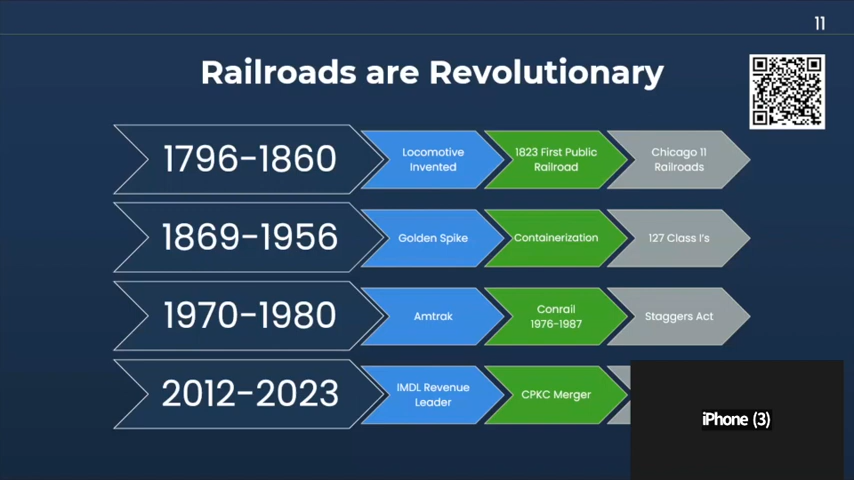 11
Railroads are Revolutionary
1796-1860
Locomotive
Invented
1823 First Public
Railroad
Chicago 11
Railroads
1869-1956
Golden Spike
Containerization
127 Class I's
1970-1980
Amtrak
Conrail
1976-1987
Staggers Act
2012-2023
IMDL Revenue
Leader
CPKC Merger
iPhone (3)